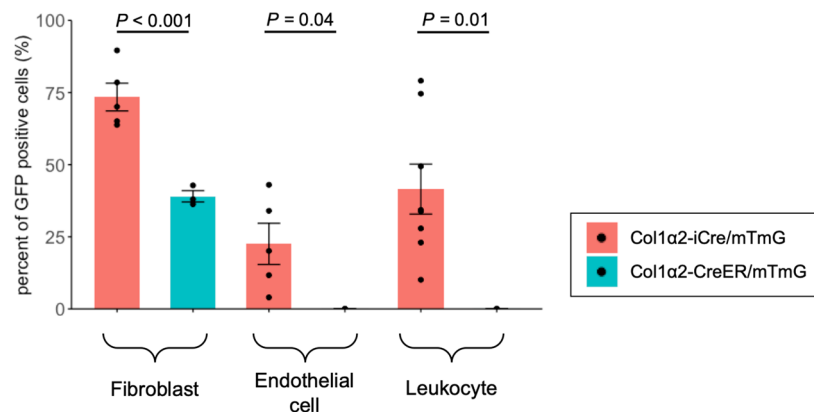 P < 0.001
P = 0.04
P = 0.01
100
75
50
25
0
percent of GFP positive cells (%)
Fibroblast
Endothelial
cell
Leukocyte
Col1α2-iCre/mTmG
Col1α2-CreER/mTmG